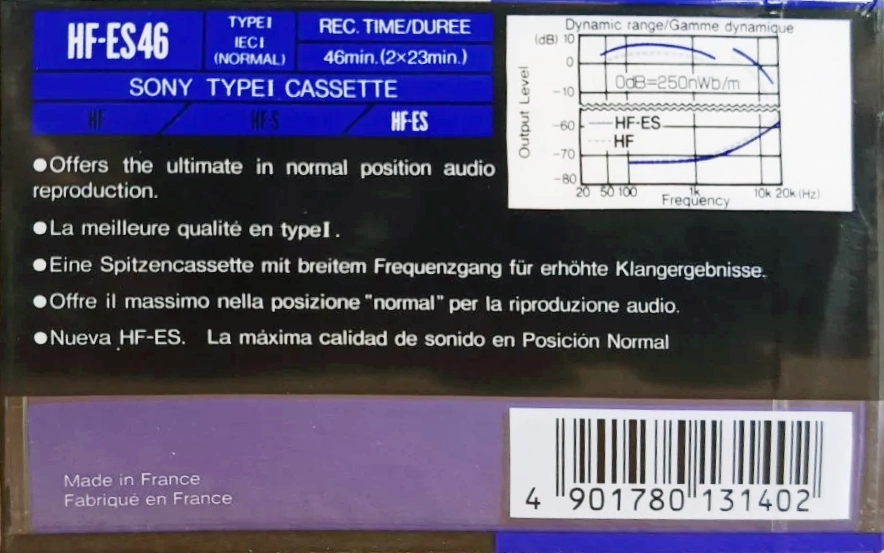 HF-ES46
TYPE I
IEC I
(NORMAL)
REC. TIME/DUREE
46min.(2×23min.)
SONY TYPE I CASSETTE
HF
HF-S
HF-ES
●Offers the ultimate in normal position audio
reproduction.
●La meilleure qualité en type I.
●Eine Spitzencassette mit breitem Frequenzgang für erhöhte Klangergebnisse.
●Offre il massimo nella posizione "normal" per la riproduzione audio.
●Nueva HF-ES. La máxima calidad de sonido en Posición Normal
Dynamic range/Gamme dynamique
(dB) 10
0
-10
-60
-70
-80
Output Level
0dB=250nWb/m
HF-ES
HF
20 50 100 1k 10k 20k (Hz)
Frequency
Made in France
Fabriqué en France
4 901780 131402